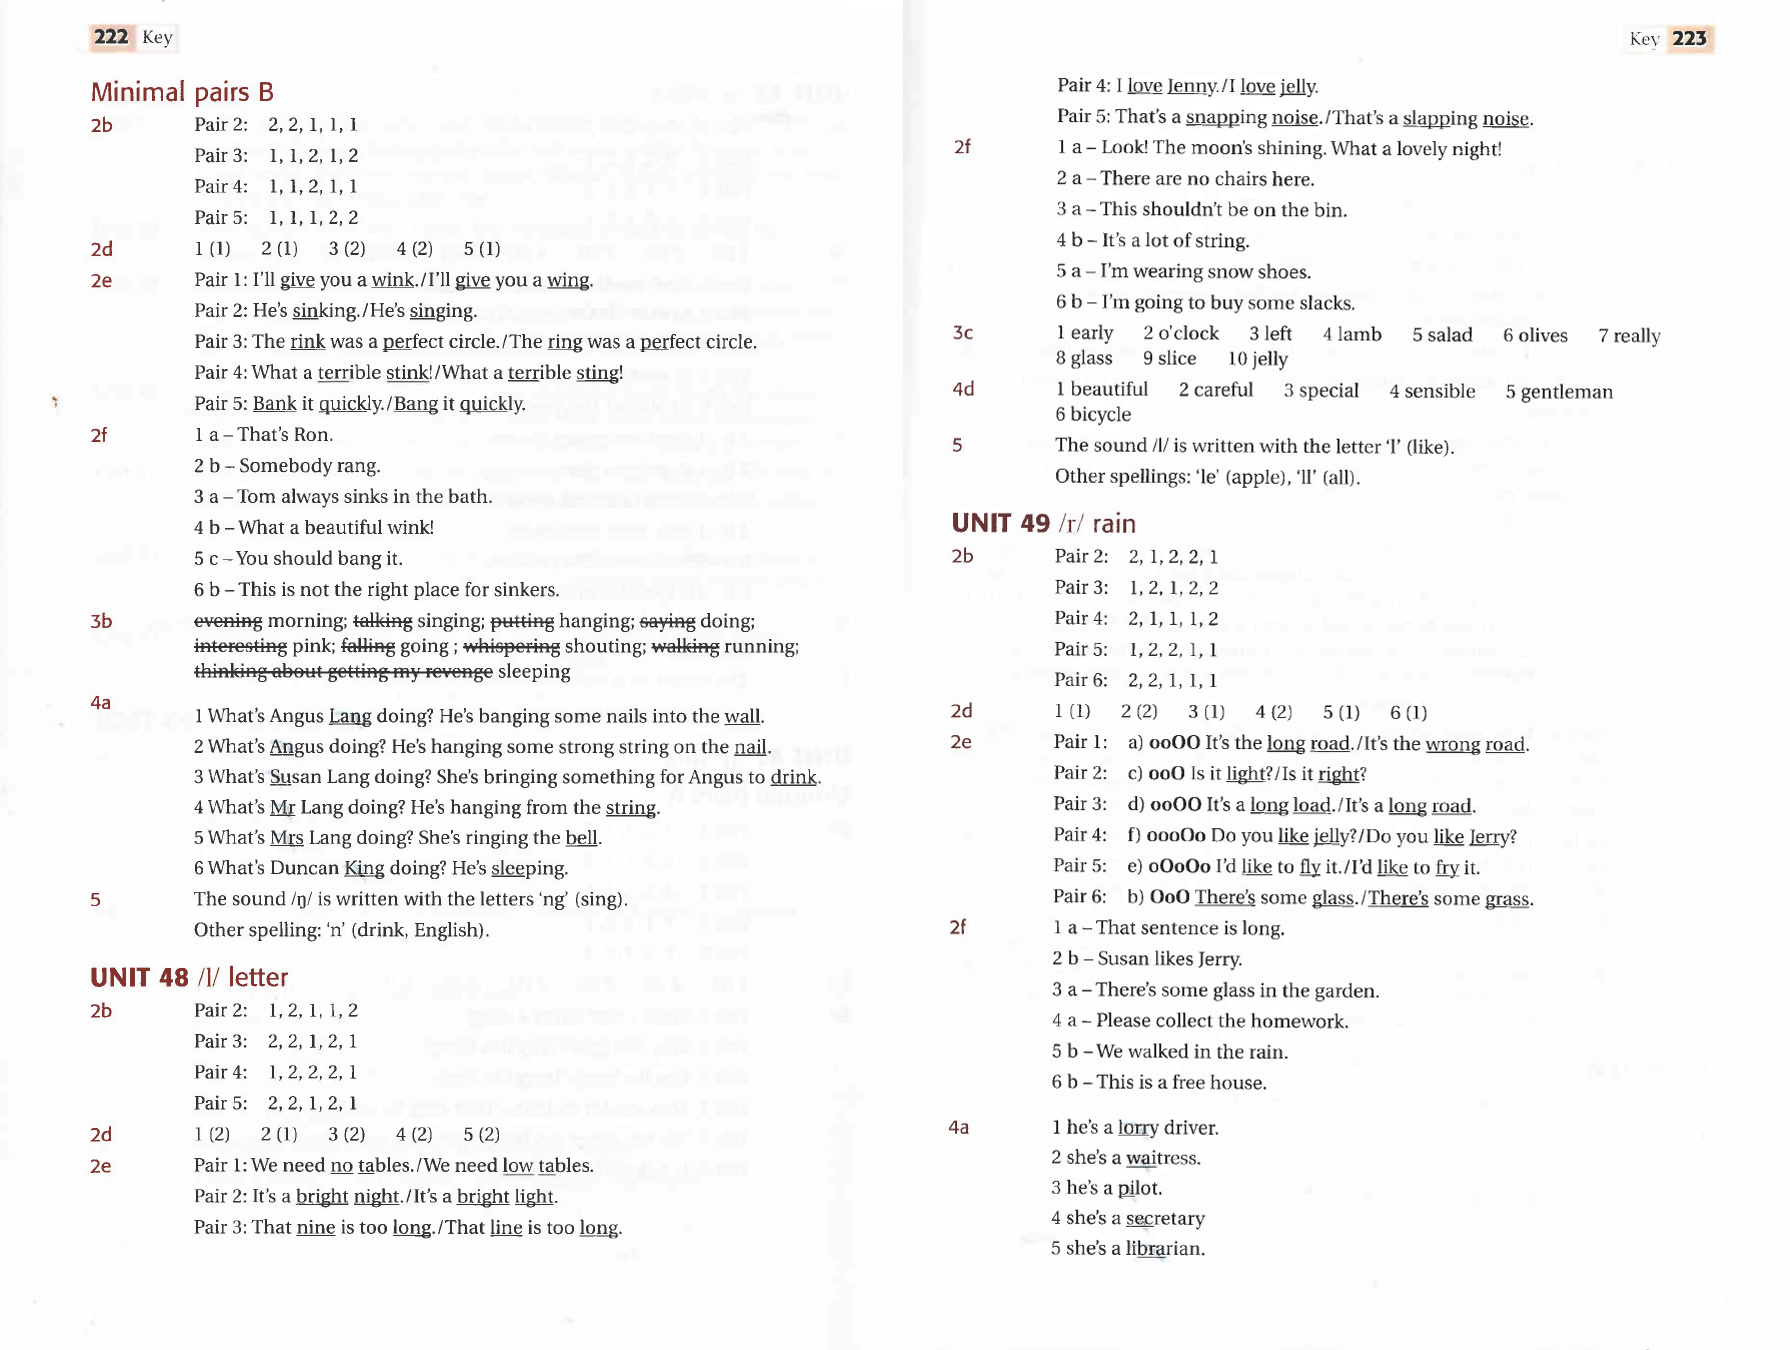 222 Key
Minimal pairs B
2b Pair 2: 2, 2, 1, 1, 1
Pair 3: 1, 1, 2, 1, 2
Pair 4: 1, 1, 2, 1, 1
Pair 5: 1, 1, 1, 2, 2
2d 1 (1) 2 (1) 3 (2) 4 (2) 5 (1)
2e Pair 1: I'll give you a wink./I'll give you a wing.
Pair 2: He's sinking./He's singing.
Pair 3: The rink was a perfect circle./The ring was a perfect circle.
Pair 4: What a terrible stink!/What a terrible sting!
Pair 5: Bank it quickly./Bang it quickly.
2f 1 a – That's Ron.
2 b – Somebody rang.
3 a – Tom always sinks in the bath.
4 b – What a beautiful wink!
5 c – You should bang it.
6 b – This is not the right place for sinkers.
3b evening morning; talking singing; putting hanging; saying doing;
interesting pink; falling going ; whispering shouting; walking running;
thinking about getting my revenge sleeping
4a
1 What's Angus Lang doing? He's banging some nails into the wall.
2 What's Angus doing? He's hanging some strong string on the nail.
3 What's Susan Lang doing? She's bringing something for Angus to drink.
4 What's Mr Lang doing? He's hanging from the string.
5 What's Mrs Lang doing? She's ringing the bell.
6 What's Duncan King doing? He's sleeping.
5 The sound /ŋ/ is written with the letters 'ng' (sing).
Other spelling: 'n' (drink, English).
UNIT 48 /l/ letter
2b Pair 2: 1, 2, 1, 1, 2
Pair 3: 2, 2, 1, 2, 1
Pair 4: 1, 2, 2, 2, 1
Pair 5: 2, 2, 1, 2, 1
2d 1 (2) 2 (1) 3 (2) 4 (2) 5 (2)
2e Pair 1: We need no tables./We need low tables.
Pair 2: It's a bright night./It's a bright light.
Pair 3: That nine is too long./That line is too long.
Key 223
Pair 4: I love Jenny./I love jelly.
Pair 5: That's a snapping noise./That's a slapping noise.
2f 1 a – Look! The moon's shining. What a lovely night!
2 a – There are no chairs here.
3 a – This shouldn't be on the bin.
4 b – It's a lot of string.
5 a – I'm wearing snow shoes.
6 b – I'm going to buy some slacks.
3c 1 early 2 o'clock 3 left 4 lamb 5 salad 6 olives 7 really
8 glass 9 slice 10 jelly
4d 1 beautiful 2 careful 3 special 4 sensible 5 gentleman
6 bicycle
5 The sound /l/ is written with the letter 'l' (like).
Other spellings: 'le' (apple), 'll' (all).
UNIT 49 /r/ rain
2b Pair 2: 2, 1, 2, 2, 1
Pair 3: 1, 2, 1, 2, 2
Pair 4: 2, 1, 1, 1, 2
Pair 5: 1, 2, 2, 1, 1
Pair 6: 2, 2, 1, 1, 1
2d 1 (1) 2 (2) 3 (1) 4 (2) 5 (1) 6 (1)
2e Pair 1: a) ooOO It's the long road./It's the wrong road.
Pair 2: c) ooO Is it light?/Is it right?
Pair 3: d) ooOO It's a long load./It's a long road.
Pair 4: f) oooOo Do you like jelly?/Do you like Jerry?
Pair 5: e) oOoOo I'd like to fly it./I'd like to fry it.
Pair 6: b) OoO There's some glass./There's some grass.
2f 1 a – That sentence is long.
2 b – Susan likes Jerry.
3 a – There's some glass in the garden.
4 a – Please collect the homework.
5 b – We walked in the rain.
6 b – This is a free house.
4a 1 he's a lorry driver.
2 she's a waitress.
3 he's a pilot.
4 she's a secretary
5 she's a librarian.